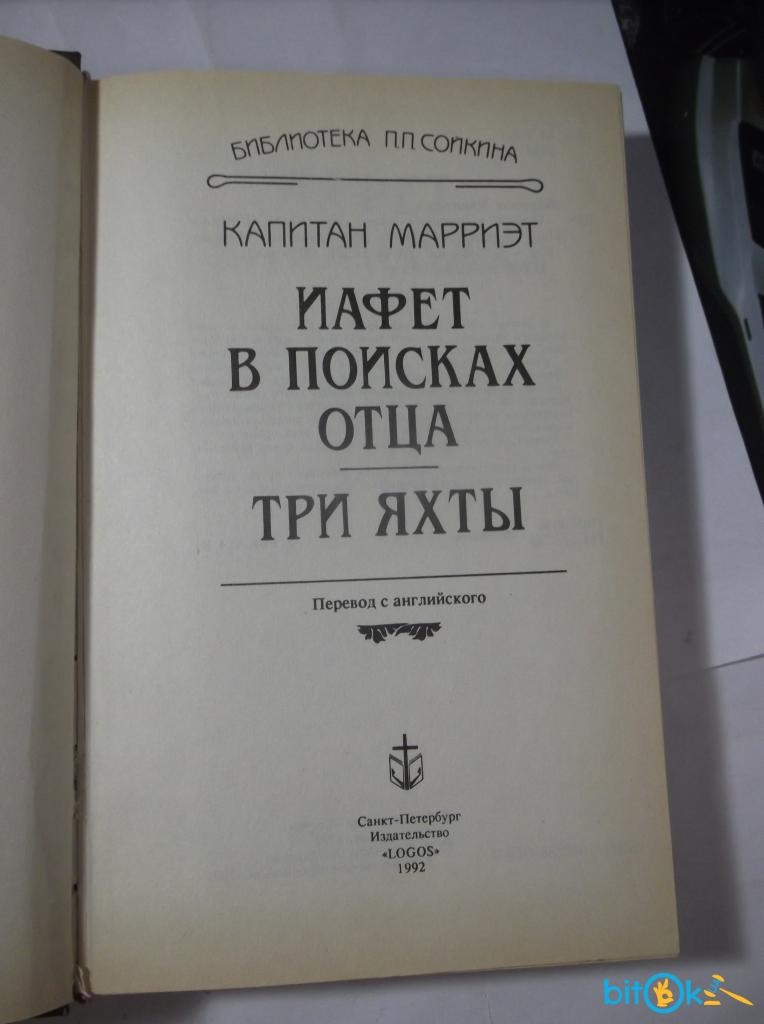 БИБЛИОТЕКА П.П.СОЙКИНА
КАПИТАН МАРРИЭТ
ИАФЕТ
В ПОИСКАХ
ОТЦА
ТРИ ЯХТЫ
Перевод с английского
Санкт-Петербург
Издательство
«LOGOS»
1992
bitok